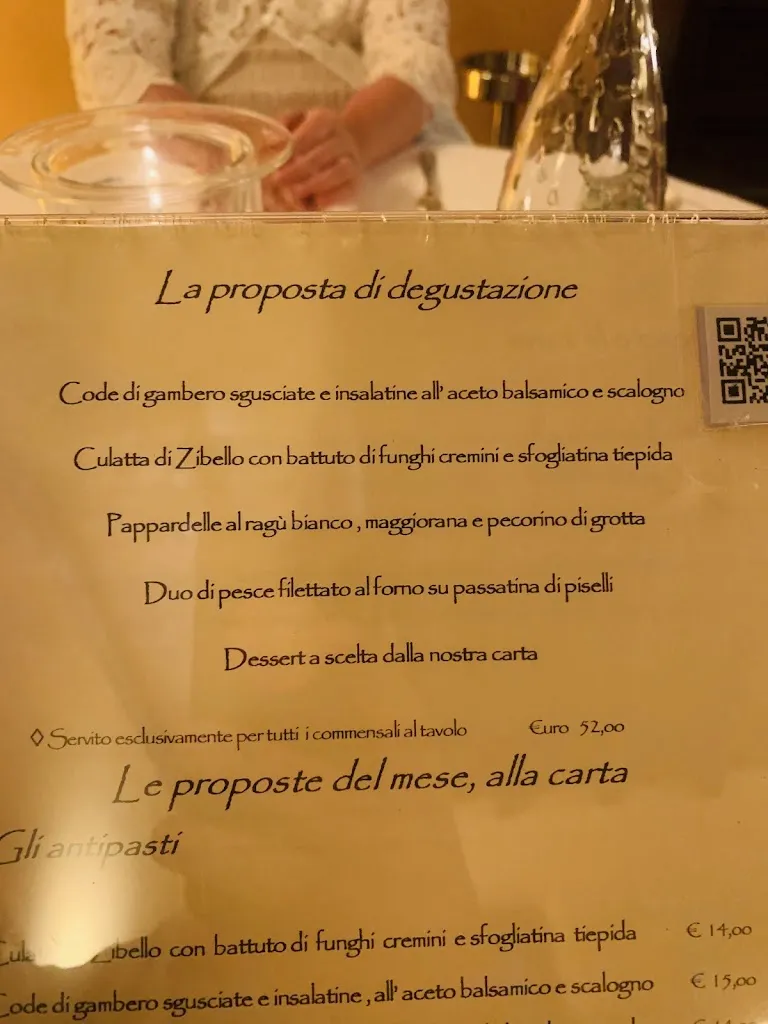 La proposta di degustazione
Code di gambero sgusciate e insalatine all' aceto balsamico e scalogno
Culatta di Zibello con battuto di funghi cremini e sfogliatina tiepida
Pappardelle al ragù bianco , maggiorana e pecorino di grotta
Duo di pesce filettato al forno su passatina di piselli
Dessert a scelta dalla nostra carta
◊ Servito esclusivamente per tutti i commensali al tavolo Euro 52,00
Le proposte del mese, alla carta
Gli antipasti
Zibello con battuto di funghi cremini e sfogliatina tiepida € 14,00
Code di gambero sgusciate e insalatine , all' aceto balsamico e scalogno € 15,00